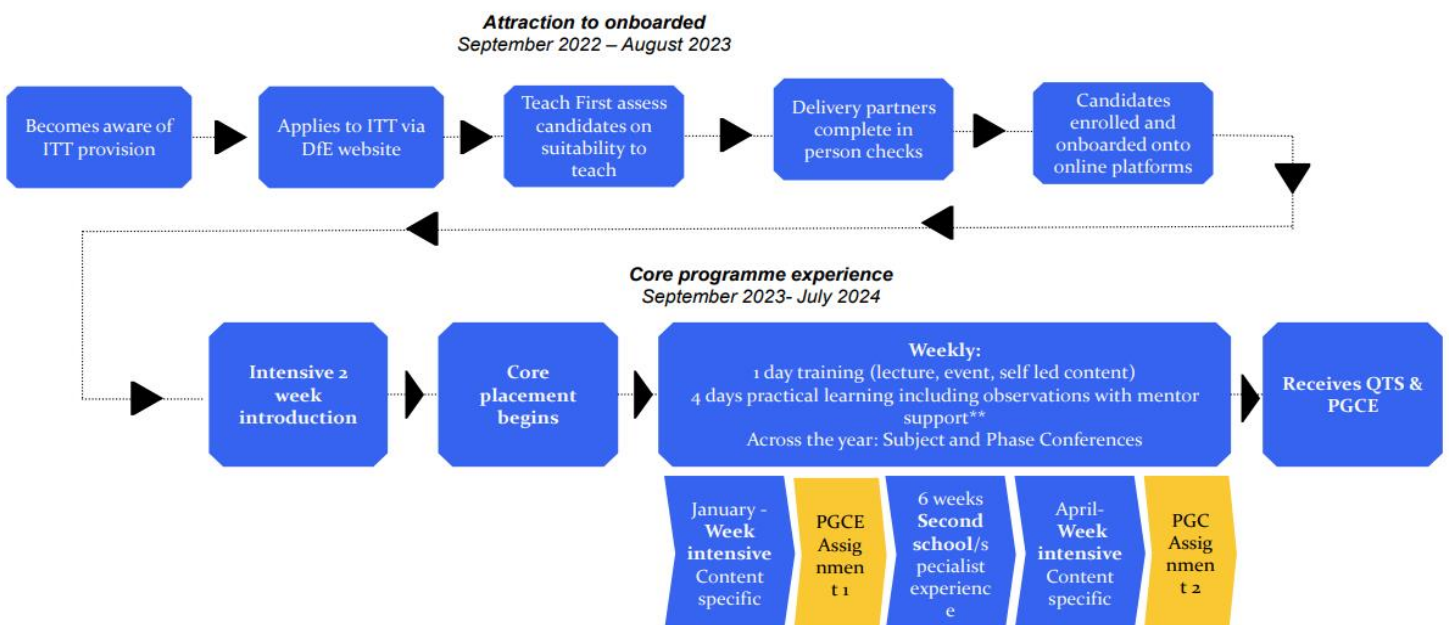 Attraction to onboarded
September 2022 – August 2023
Becomes aware of
ITT provision
Applies to ITT via
DfE website
Teach First assess
candidates on
suitability to
teach
Delivery partners
complete in
person checks
Candidates
enrolled and
onboarded onto
online platforms
Core programme experience
September 2023- July 2024
Intensive 2
week
introduction
Core
placement
begins
Weekly:
1 day training (lecture, event, self led content)
4 days practical learning including observations with mentor
support**
Across the year: Subject and Phase Conferences
Receives QTS &
PGCE
January -
Week
intensive
Content
specific
PGCE
Assig
nmen
t 1
6 weeks
Second
school/s
pecialist
experienc
e
April-
Week
intensive
Content
specific
PGC
Assig
nmen
t 2